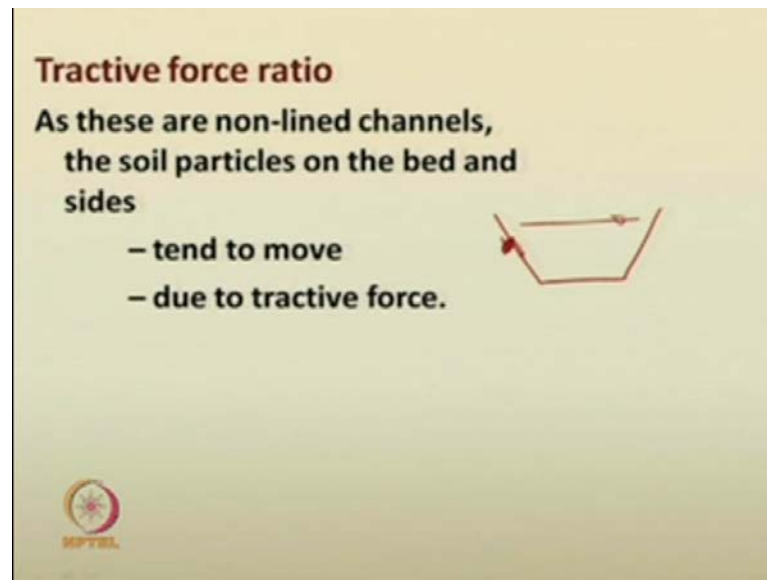 Tractive force ratio
As these are non-lined channels,
the soil particles on the bed and
sides
– tend to move
– due to tractive force.
NPTEL